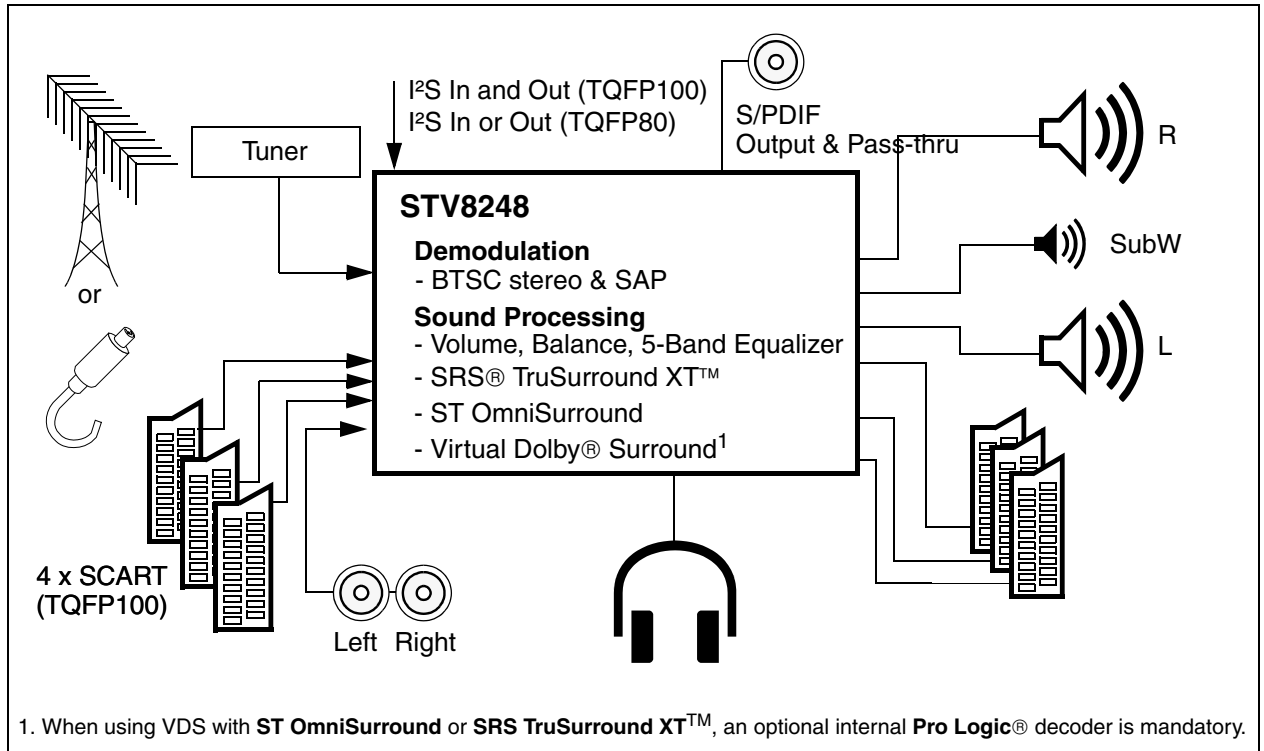 I²S In and Out (TQFP100)
I²S In or Out (TQFP80)
S/PDIF
Output & Pass-thru
Tuner
R
STV8248
Demodulation
- BTSC stereo & SAP
SubW
or
Sound Processing
- Volume, Balance, 5-Band Equalizer
- SRS® TruSurround XT™
- ST OmniSurround
- Virtual Dolby® Surround¹
L
4 x SCART
(TQFP100)
Left Right
1. When using VDS with ST OmniSurround or SRS TruSurround XT™, an optional internal Pro Logic® decoder is mandatory.